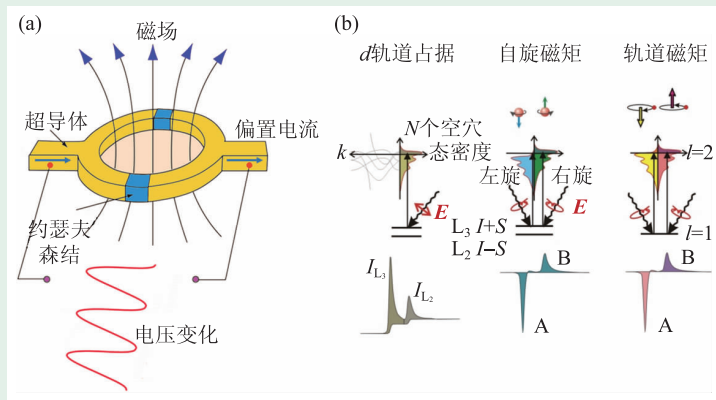 (a)
磁场
超导体
偏置电流
约瑟夫
森结
电压变化
(b)
d轨道占据
自旋磁矩
轨道磁矩
k
N个空穴
态密度
左旋
右旋
l=2
E
E
L₃ I+S
L₂ I−S
l=1
I_L₃
I_L₂
B
A
B
A